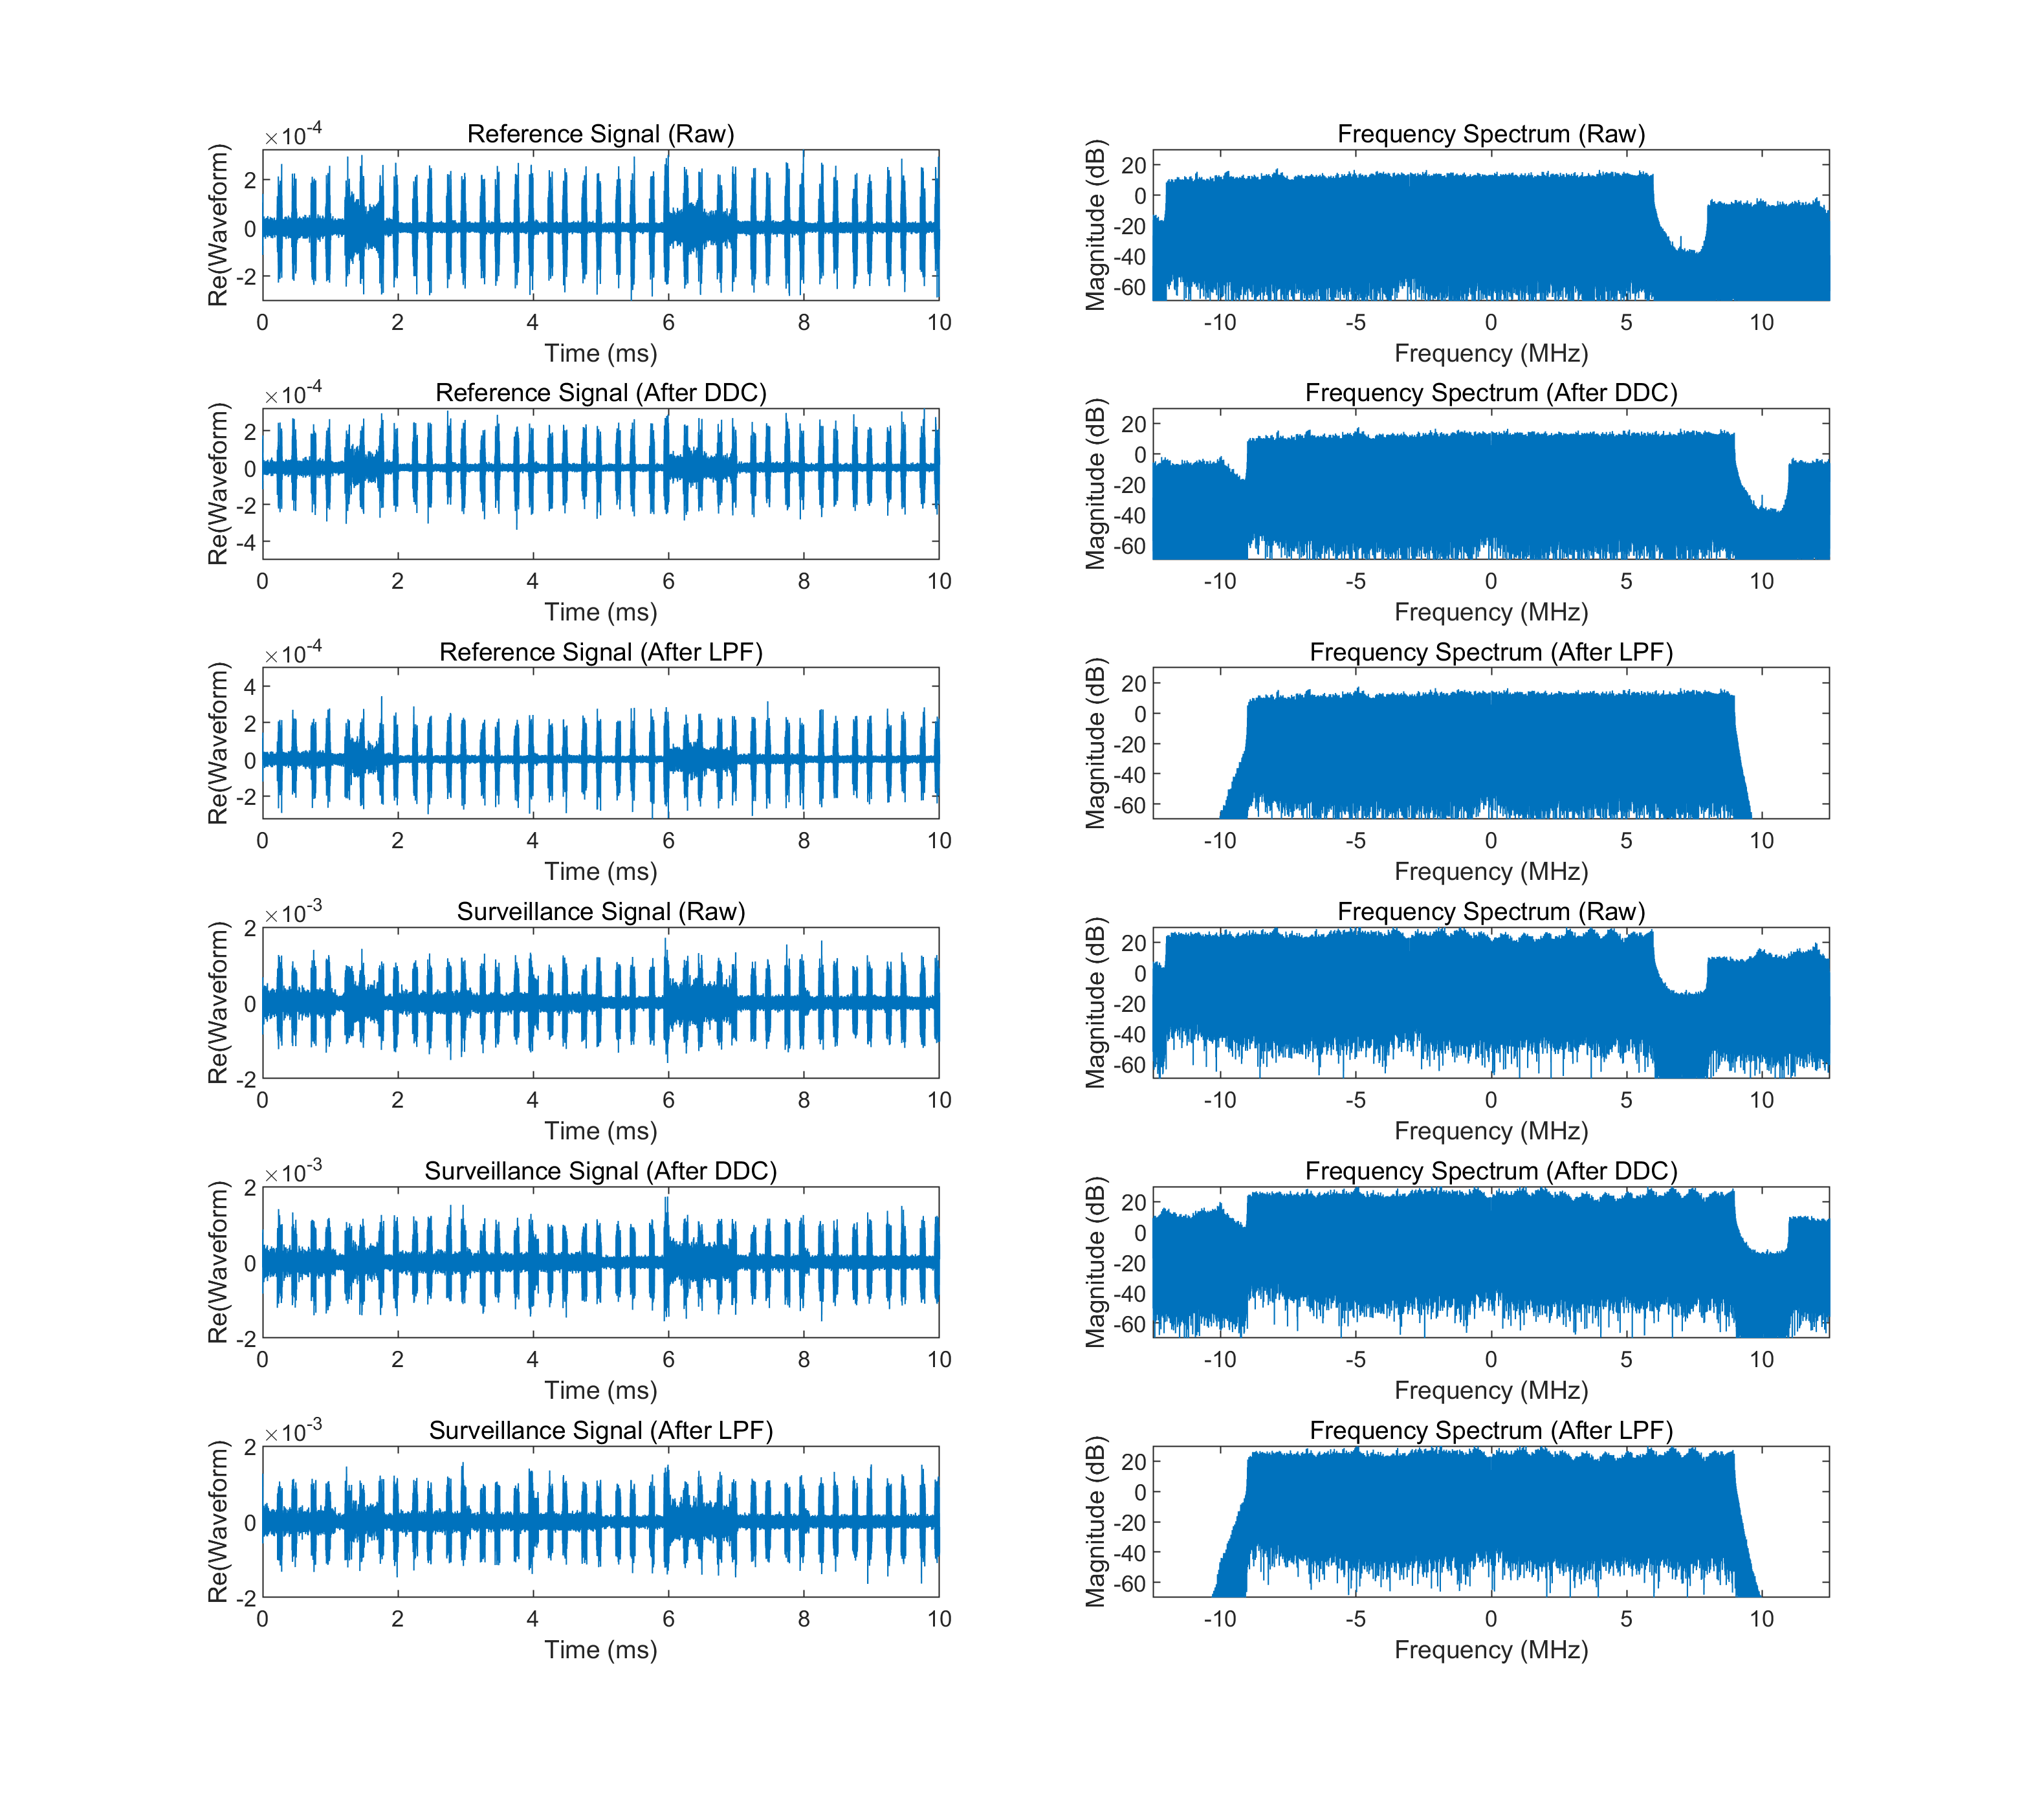 Reference Signal (Raw)
×10-4
Re(Waveform)
2
0
-2
0 2 4 6 8 10
Time (ms)
Frequency Spectrum (Raw)
Magnitude (dB)
20
0
-20
-40
-60
-10 -5 0 5 10
Frequency (MHz)
Reference Signal (After DDC)
×10-4
Re(Waveform)
2
0
-2
-4
0 2 4 6 8 10
Time (ms)
Frequency Spectrum (After DDC)
Magnitude (dB)
20
0
-20
-40
-60
-10 -5 0 5 10
Frequency (MHz)
Reference Signal (After LPF)
×10-4
Re(Waveform)
4
2
0
-2
0 2 4 6 8 10
Time (ms)
Frequency Spectrum (After LPF)
Magnitude (dB)
20
0
-20
-40
-60
-10 -5 0 5 10
Frequency (MHz)
Surveillance Signal (Raw)
×10-3
Re(Waveform)
2
0
-2
0 2 4 6 8 10
Time (ms)
Frequency Spectrum (Raw)
Magnitude (dB)
20
0
-20
-40
-60
-10 -5 0 5 10
Frequency (MHz)
Surveillance Signal (After DDC)
×10-3
Re(Waveform)
2
0
-2
0 2 4 6 8 10
Time (ms)
Frequency Spectrum (After DDC)
Magnitude (dB)
20
0
-20
-40
-60
-10 -5 0 5 10
Frequency (MHz)
Surveillance Signal (After LPF)
×10-3
Re(Waveform)
2
0
-2
0 2 4 6 8 10
Time (ms)
Frequency Spectrum (After LPF)
Magnitude (dB)
20
0
-20
-40
-60
-10 -5 0 5 10
Frequency (MHz)